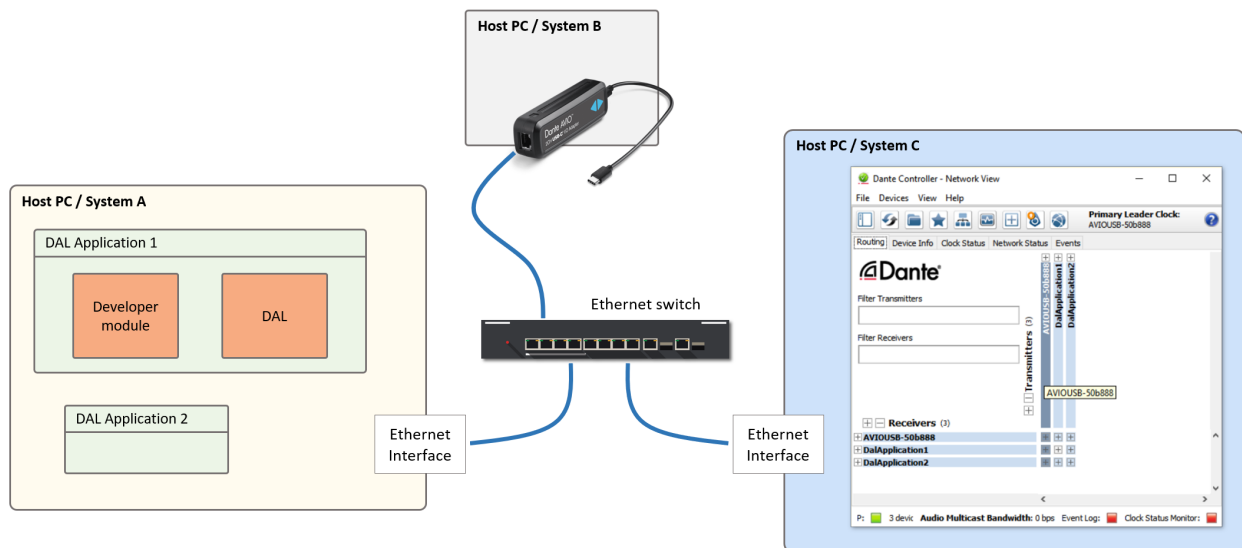 Host PC / System B
Dante AVIO™
Host PC / System A
DAL Application 1
Developer
module
DAL
DAL Application 2
Ethernet
Interface
Ethernet switch
Ethernet
Interface
Host PC / System C
Dante Controller - Network View
File Devices View Help
Primary Leader Clock:
AVIOUSB-50b888
Routing Device Info Clock Status Network Status Events
Dante®
Filter Transmitters
Filter Receivers
Transmitters (3)
AVIOUSB-50b888
DalApplication1
DalApplication2
AVIOUSB-50b888
Receivers (3)
AVIOUSB-50b888
DalApplication1
DalApplication2
P: 3 devic Audio Multicast Bandwidth: 0 bps Event Log: Clock Status Monitor: